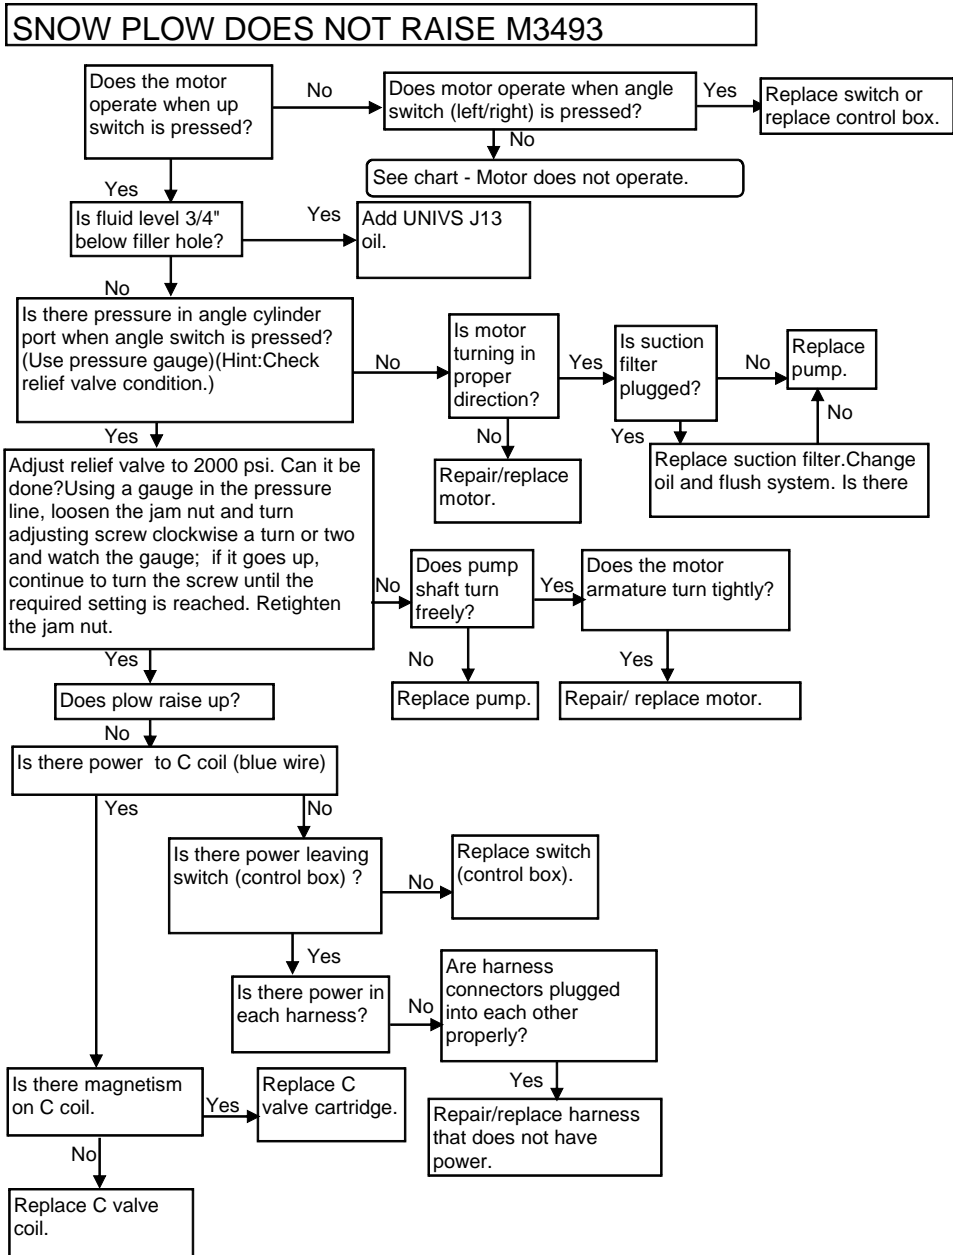 SNOW PLOW DOES NOT RAISE M3493
Does the motor
operate when up
switch is pressed?
No
Does motor operate when angle
switch (left/right) is pressed?
Yes
Replace switch or
replace control box.
No
See chart - Motor does not operate.
Yes
Is fluid level 3/4"
below filler hole?
Yes
Add UNIVS J13
oil.
No
Is there pressure in angle cylinder
port when angle switch is pressed?
(Use pressure gauge)(Hint:Check
relief valve condition.)
No
Is motor
turning in
proper
direction?
Yes
Is suction
filter
plugged?
No
Replace
pump.
No
Yes
No
Repair/replace
motor.
Replace suction filter.Change
oil and flush system. Is there
Yes
Adjust relief valve to 2000 psi. Can it be
done?Using a gauge in the pressure
line, loosen the jam nut and turn
adjusting screw clockwise a turn or two
and watch the gauge;  if it goes up,
continue to turn the screw until the
required setting is reached. Retighten
the jam nut.
No
Does pump
shaft turn
freely?
Yes
Does the motor
armature turn tightly?
No
Yes
Replace pump.
Repair/ replace motor.
Yes
Does plow raise up?
No
Is there power  to C coil (blue wire)
Yes
No
Is there power leaving
switch (control box) ?
No
Replace switch
(control box).
Yes
Is there power in
each harness?
No
Are harness
connectors plugged
into each other
properly?
Yes
Repair/replace harness
that does not have
power.
Is there magnetism
on C coil.
Yes
Replace C
valve cartridge.
No
Replace C valve
coil.